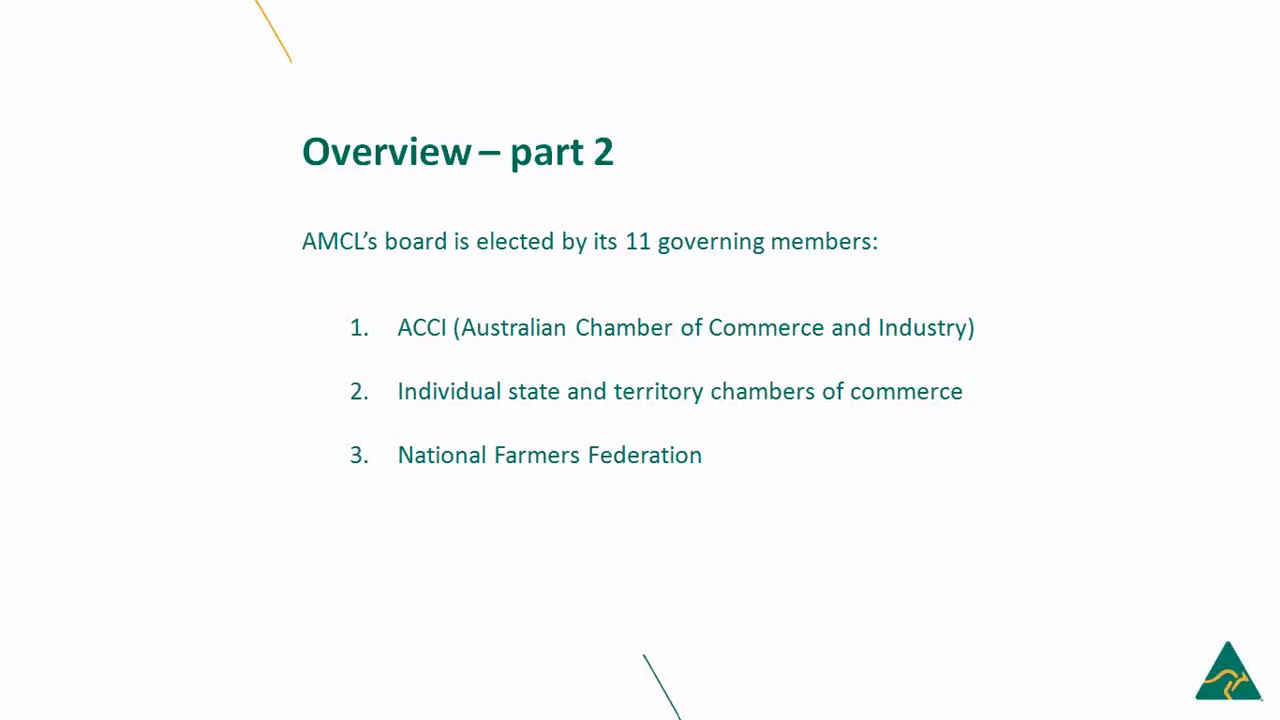 Overview – part 2
AMCL’s board is elected by its 11 governing members:
1. ACCI (Australian Chamber of Commerce and Industry)
2. Individual state and territory chambers of commerce
3. National Farmers Federation